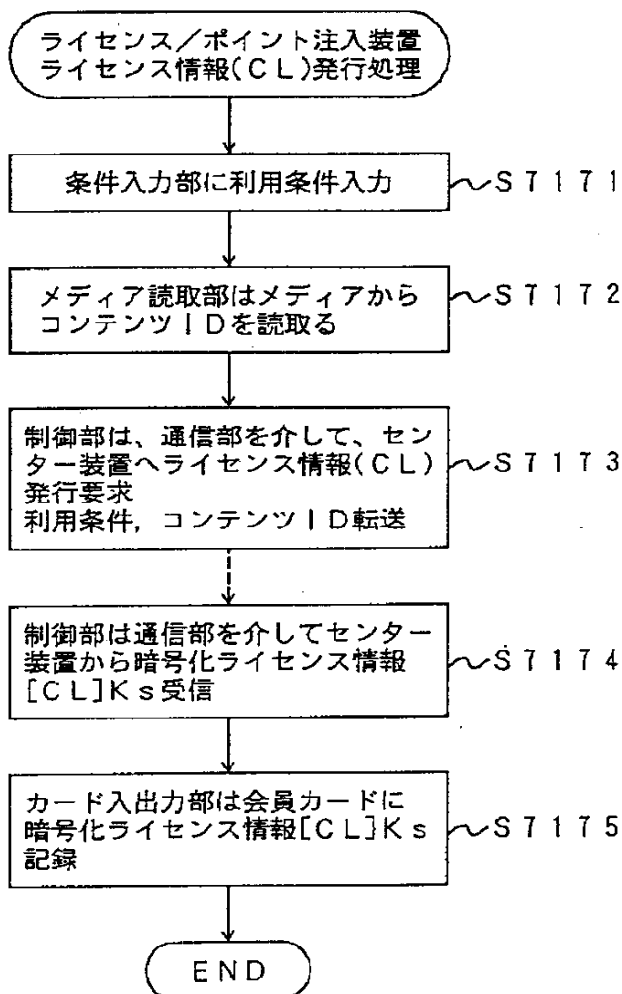 ライセンス／ポイント注入装置
ライセンス情報(ＣＬ)発行処理
条件入力部に利用条件入力
Ｓ７１７１
メディア読取部はメディアから
コンテンツＩＤを読取る
Ｓ７１７２
制御部は、通信部を介して、セン
ター装置へライセンス情報(ＣＬ)
発行要求
利用条件，コンテンツＩＤ転送
Ｓ７１７３
制御部は通信部を介してセンター
装置から暗号化ライセンス情報
[ＣＬ]Ｋｓ受信
Ｓ７１７４
カード入出力部は会員カードに
暗号化ライセンス情報[ＣＬ]Ｋｓ
記録
Ｓ７１７５
ＥＮＤ